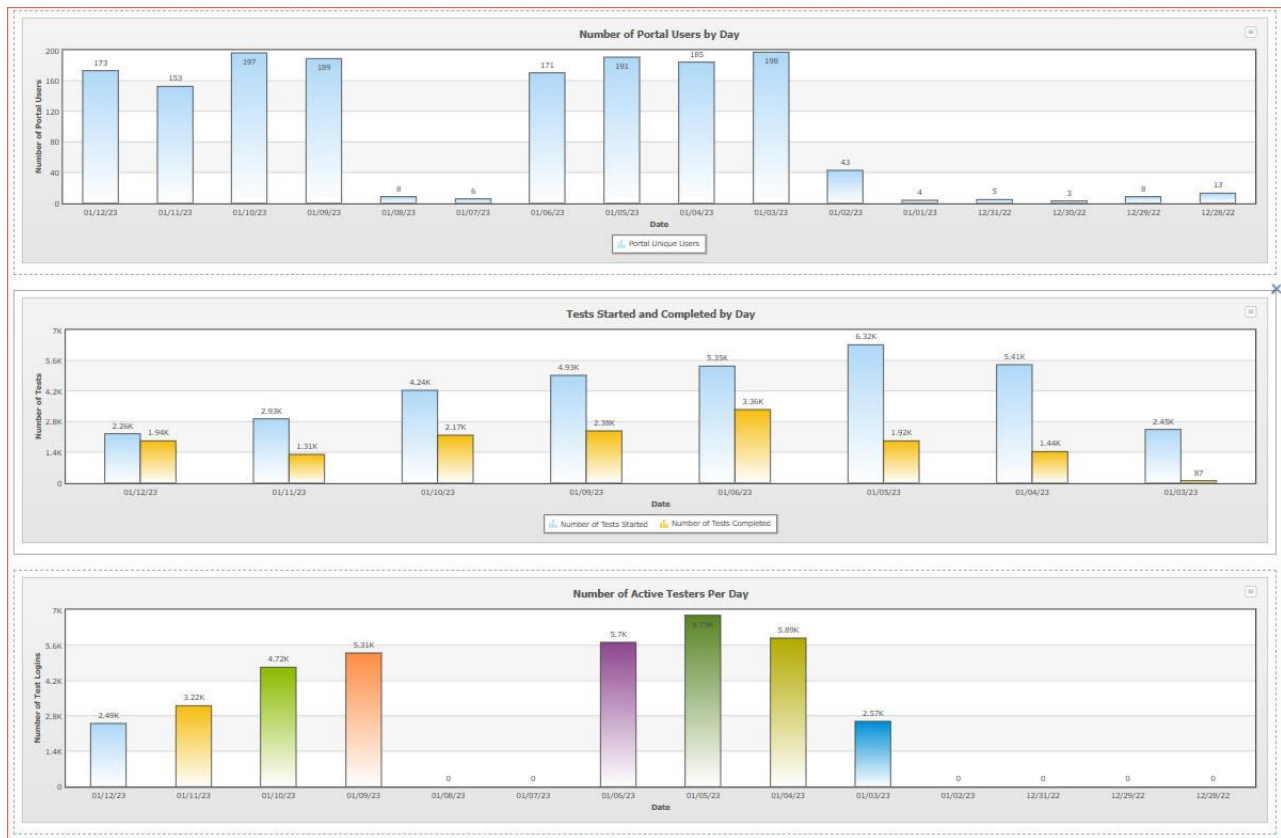 Number of Portal Users by Day
Number of Portal Users
200
160
120
80
40
0
173
153
197
189
8
6
171
191
185
198
43
4
5
3
8
13
01/12/23 01/11/23 01/10/23 01/09/23 01/08/23 01/07/23 01/06/23 01/05/23 01/04/23 01/03/23 01/02/23 01/01/23 12/31/22 12/30/22 12/29/22 12/28/22
Date
Portal Unique Users
Tests Started and Completed by Day
Number of Tests
7K
5.6K
4.2K
2.8K
1.4K
0
2.26K
1.94K
2.93K
1.31K
4.24K
2.17K
4.93K
2.38K
5.35K
3.36K
6.32K
1.92K
5.41K
1.44K
2.45K
87
01/12/23 01/11/23 01/10/23 01/09/23 01/06/23 01/05/23 01/04/23 01/03/23
Date
Number of Tests Started Number of Tests Completed
Number of Active Testers Per Day
Number of Test Logins
7K
5.6K
4.2K
2.8K
1.4K
0
2.49K
3.22K
4.72K
5.31K
0
0
5.7K
6.79K
5.89K
2.57K
0
0
0
0
01/12/23 01/11/23 01/10/23 01/09/23 01/08/23 01/07/23 01/06/23 01/05/23 01/04/23 01/03/23 01/02/23 12/31/22 12/29/22 12/28/22
Date